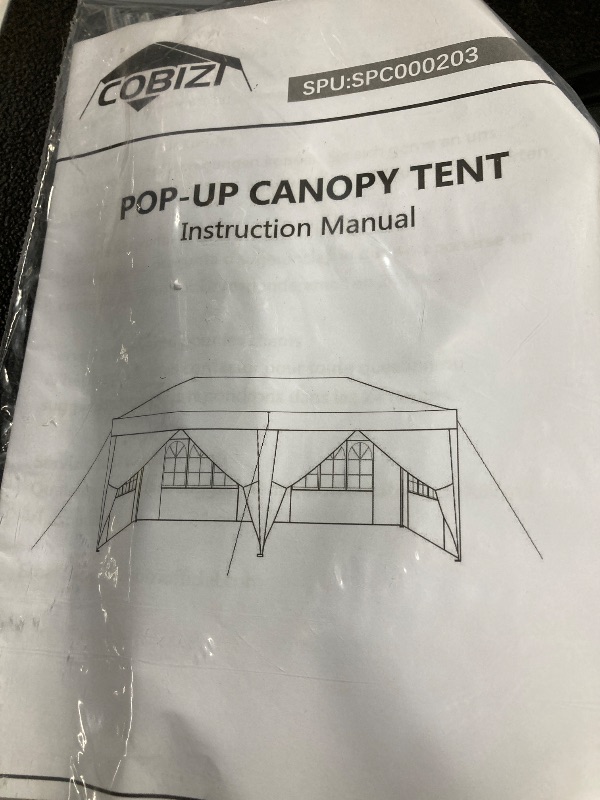 COBIZI
SPU:SPC000203
POP-UP CANOPY TENT
Instruction Manual